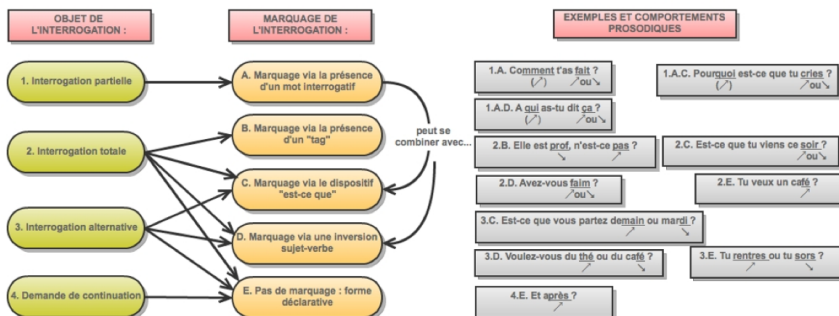 OBJET DE
L'INTERROGATION :
MARQUAGE DE
L'INTERROGATION :
EXEMPLES ET COMPORTEMENTS
PROSODIQUES
1. Interrogation partielle
2. Interrogation totale
3. Interrogation alternative
4. Demande de continuation
A. Marquage via la présence
d'un mot interrogatif
B. Marquage via la présence
d'un "tag"
C. Marquage via le dispositif
"est-ce que"
D. Marquage via une inversion
sujet-verbe
E. Pas de marquage : forme
déclarative
peut se
combiner avec...
1.A. Comment t'as fait ?
(↗) ↗ou↘
1.A.C. Pourquoi est-ce que tu cries ?
(↗) ↗ou↘
1.A.D. A qui as-tu dit ça ?
(↗) ↗ou↘
2.B. Elle est prof, n'est-ce pas ?
↘ ↗
2.C. Est-ce que tu viens ce soir ?
↗ou↘
2.D. Avez-vous faim ?
↗ou↘
2.E. Tu veux un café ?
↗
3.C. Est-ce que vous partez demain ou mardi ?
↗ ↘
3.D. Voulez-vous du thé ou du café ?
↗ ↘
3.E. Tu rentres ou tu sors ?
↗ ↘
4.E. Et après ?
↗